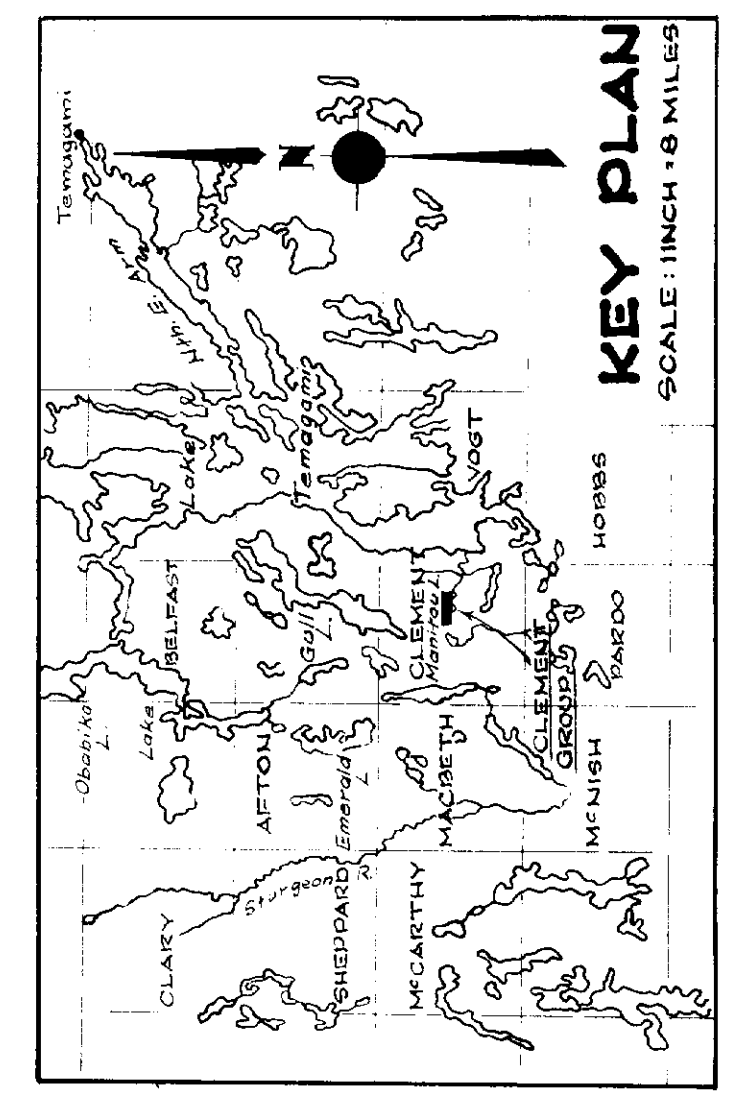 Temagami
Nth. E. Arm
Lake
Temagami
Obabika
L.
Lake
BELFAST
Gull
L.
VOGT
CLEMENT
Manitou L.
AFTON
Emerald
L.
MACBETH
CLEMENT
GROUP
HOBBS
PARDO
CLARY
Sturgeon R.
SHEPPARD
McCARTHY
McNISH
N
KEY PLAN
SCALE : 1 INCH = 8 MILES